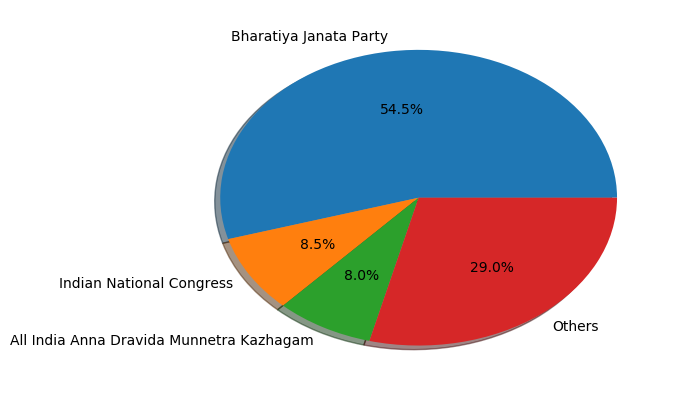 Bharatiya Janata Party
54.5%
8.5%
Indian National Congress
8.0%
All India Anna Dravida Munnetra Kazhagam
29.0%
Others